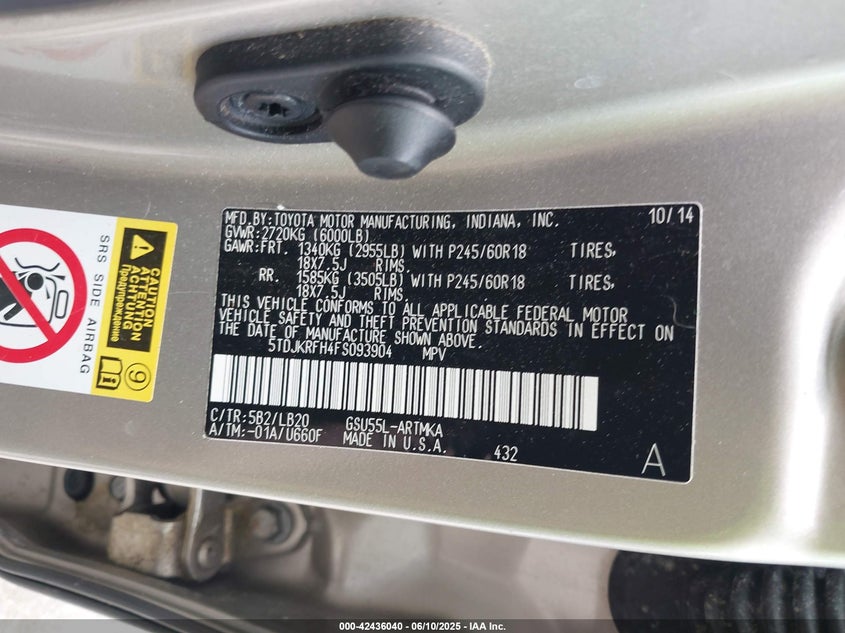 MFD.BY:TOYOTA MOTOR MANUFACTURING, INDIANA, INC. 10/14
GVWR:2720KG (6000LB)
GAWR:FRT. 1340KG (2955LB) WITH P245/60R18 TIRES,
18X7.5J RIMS,
RR. 1585KG (3505LB) WITH P245/60R18 TIRES,
18X7.5J RIMS.
THIS VEHICLE CONFORMS TO ALL APPLICABLE FEDERAL MOTOR
VEHICLE SAFETY AND THEFT PREVENTION STANDARDS IN EFFECT ON
THE DATE OF MANUFACTURE SHOWN ABOVE.
5TDJKRFH4FS093904 MPV
C/TR:5B2/LB20 GSU55L-ARTMKA
A/TM:-01A/U660F MADE IN U.S.A. 432
A
SRS SIDE AIRBAG
CAUTION
ATTENTION
ACHTUNG
Предупреждение
9
000-42436040 - 06/10/2025 - IAA Inc.